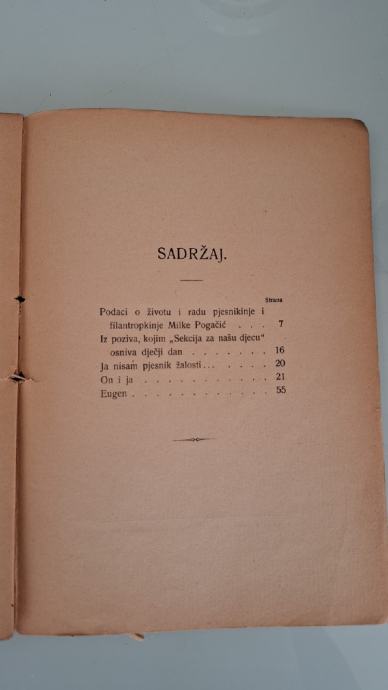 SADRŽAJ.
Strana
Podaci o životu i radu pjesnikinje i
filantropkinje Milke Pogačić . . . 7
Iz poziva, kojim „Sekcija za našu djecu“
osniva dječji dan . . . . . . . 16
Ja nisam pjesnik žalosti... . . . . . 20
On i ja . . . . . . . . . . . 21
Eugen . . . . . . . . . . . . 55